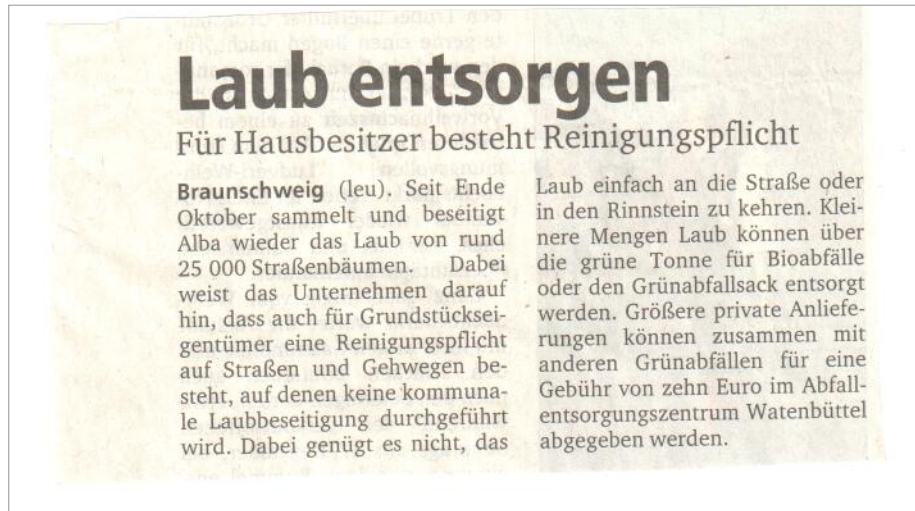 Laub entsorgen
Für Hausbesitzer besteht Reinigungspflicht
Braunschweig (leu). Seit Ende
Oktober sammelt und beseitigt
Alba wieder das Laub von rund
25 000 Straßenbäumen. Dabei
weist das Unternehmen darauf
hin, dass auch für Grundstücksei-
gentümer eine Reinigungspflicht
auf Straßen und Gehwegen be-
steht, auf denen keine kommuna-
le Laubbeseitigung durchgeführt
wird. Dabei genügt es nicht, das
Laub einfach an die Straße oder
in den Rinnstein zu kehren. Klei-
nere Mengen Laub können über
die grüne Tonne für Bioabfälle
oder den Grünabfallsack entsorgt
werden. Größere private Anliefe-
rungen können zusammen mit
anderen Grünabfällen für eine
Gebühr von zehn Euro im Abfall-
entsorgungszentrum Watenbüttel
abgegeben werden.